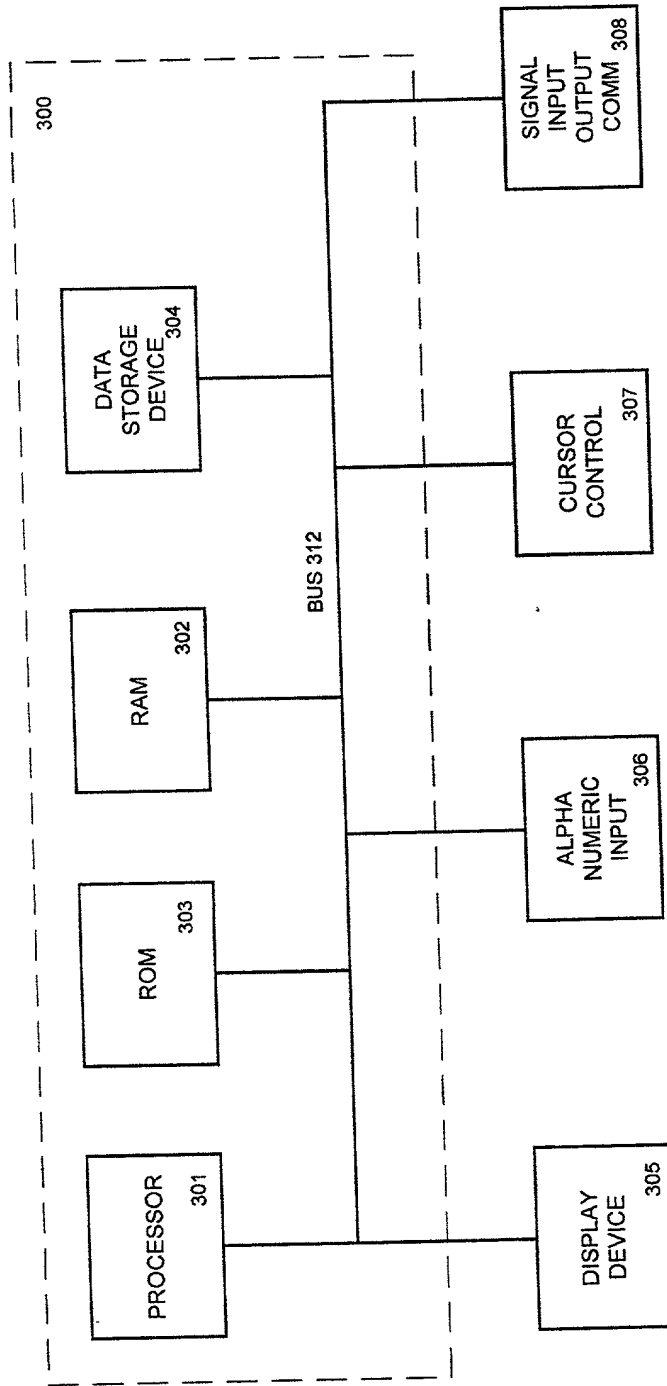 300
PROCESSOR
301
ROM
303
RAM
302
DATA
STORAGE
DEVICE
304
BUS 312
DISPLAY
DEVICE
305
ALPHA
NUMERIC
INPUT
306
CURSOR
CONTROL
307
SIGNAL
INPUT
OUTPUT
COMM
308